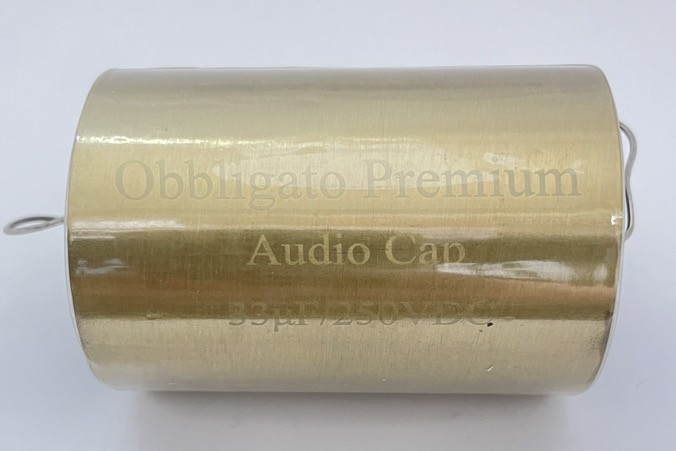 Obbligato Premium
Audio Cap
33µF/250VDC